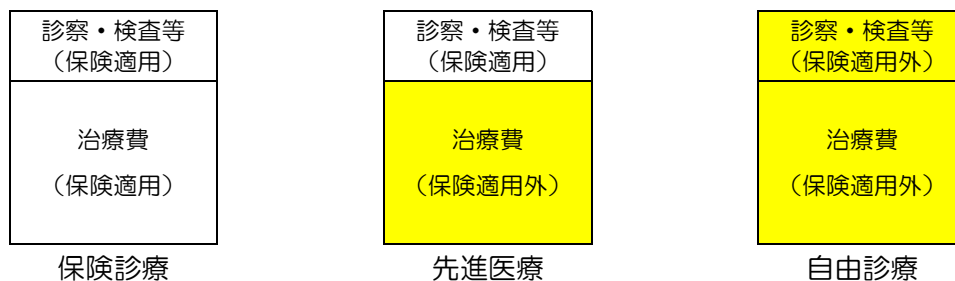 診察・検査等
（保険適用）
治療費
（保険適用）
保険診療
診察・検査等
（保険適用）
治療費
（保険適用外）
先進医療
診察・検査等
（保険適用外）
治療費
（保険適用外）
自由診療